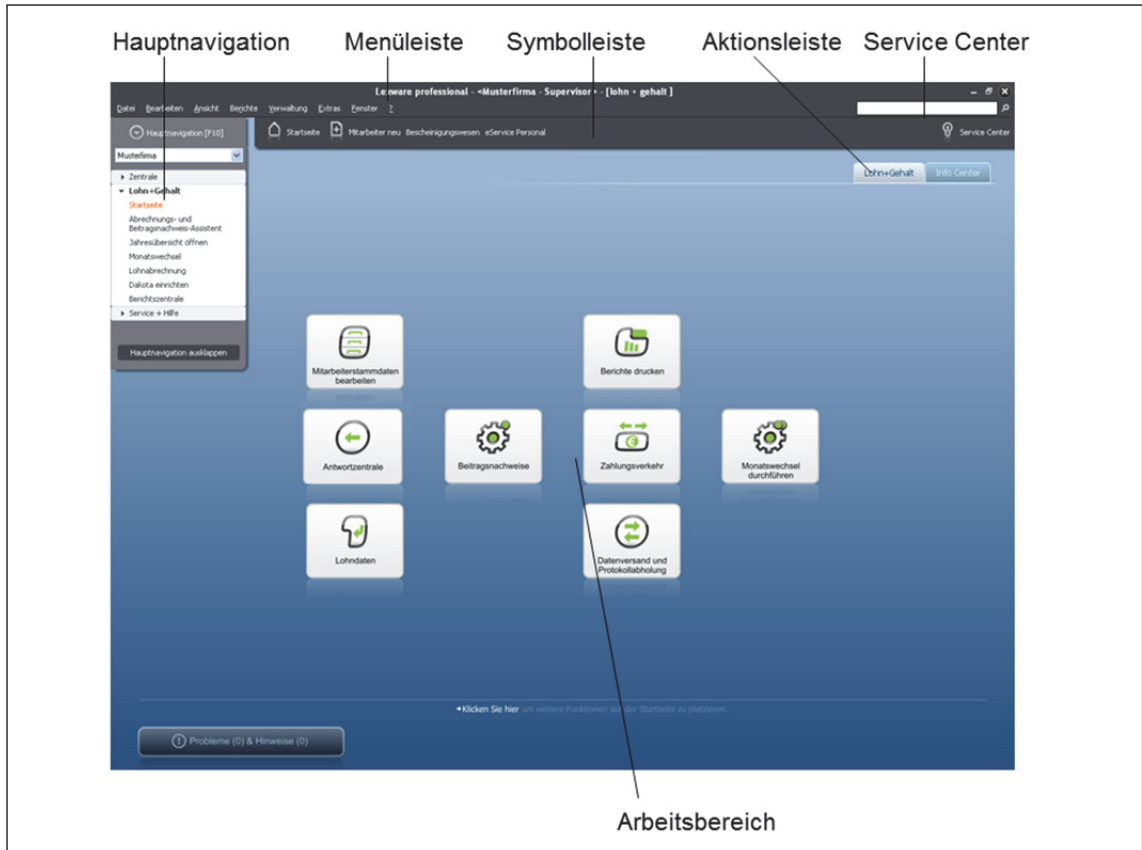 Hauptnavigation Menüleiste Symbolleiste Aktionsleiste Service Center
Lexware professional - <Musterfirma - Supervisor> - [lohn + gehalt ]
Datei Bearbeiten Ansicht Berichte Verwaltung Extras Fenster ?
Hauptnavigation [F10] Startseite Mitarbeiter neu Bescheinigungswesen eService Personal Service Center
Musterfirma
Lohn+Gehalt Info Center
Zentrale
Lohn+Gehalt
Startseite
Abrechnungs- und
Beitragsnachweis-Assistent
Jahresübersicht öffnen
Monatswechsel
Lohnabrechnung
Dakota einrichten
Berichtszentrale
Service + Hilfe
Hauptnavigation ausklappen
Mitarbeiterstammdaten
bearbeiten
Berichte drucken
Antwortzentrale
Beitragsnachweise
Zahlungsverkehr
Monatswechsel
durchführen
Lohndaten
Datenversand und
Protokollabholung
Klicken Sie hier um weitere Funktionen auf der Startseite zu platzieren.
Probleme (0) & Hinweise (0)
Arbeitsbereich